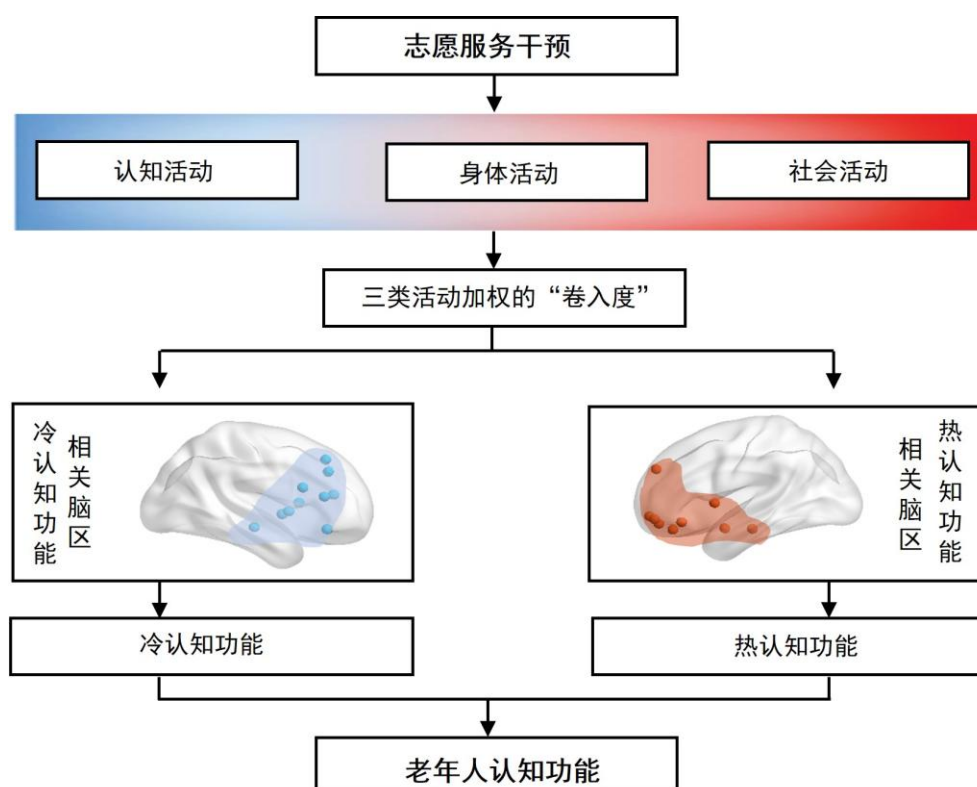 志愿服务干预
认知活动
身体活动
社会活动
三类活动加权的“卷入度”
冷认知功能
相关脑区
相关脑区
热认知功能
冷认知功能
热认知功能
老年人认知功能